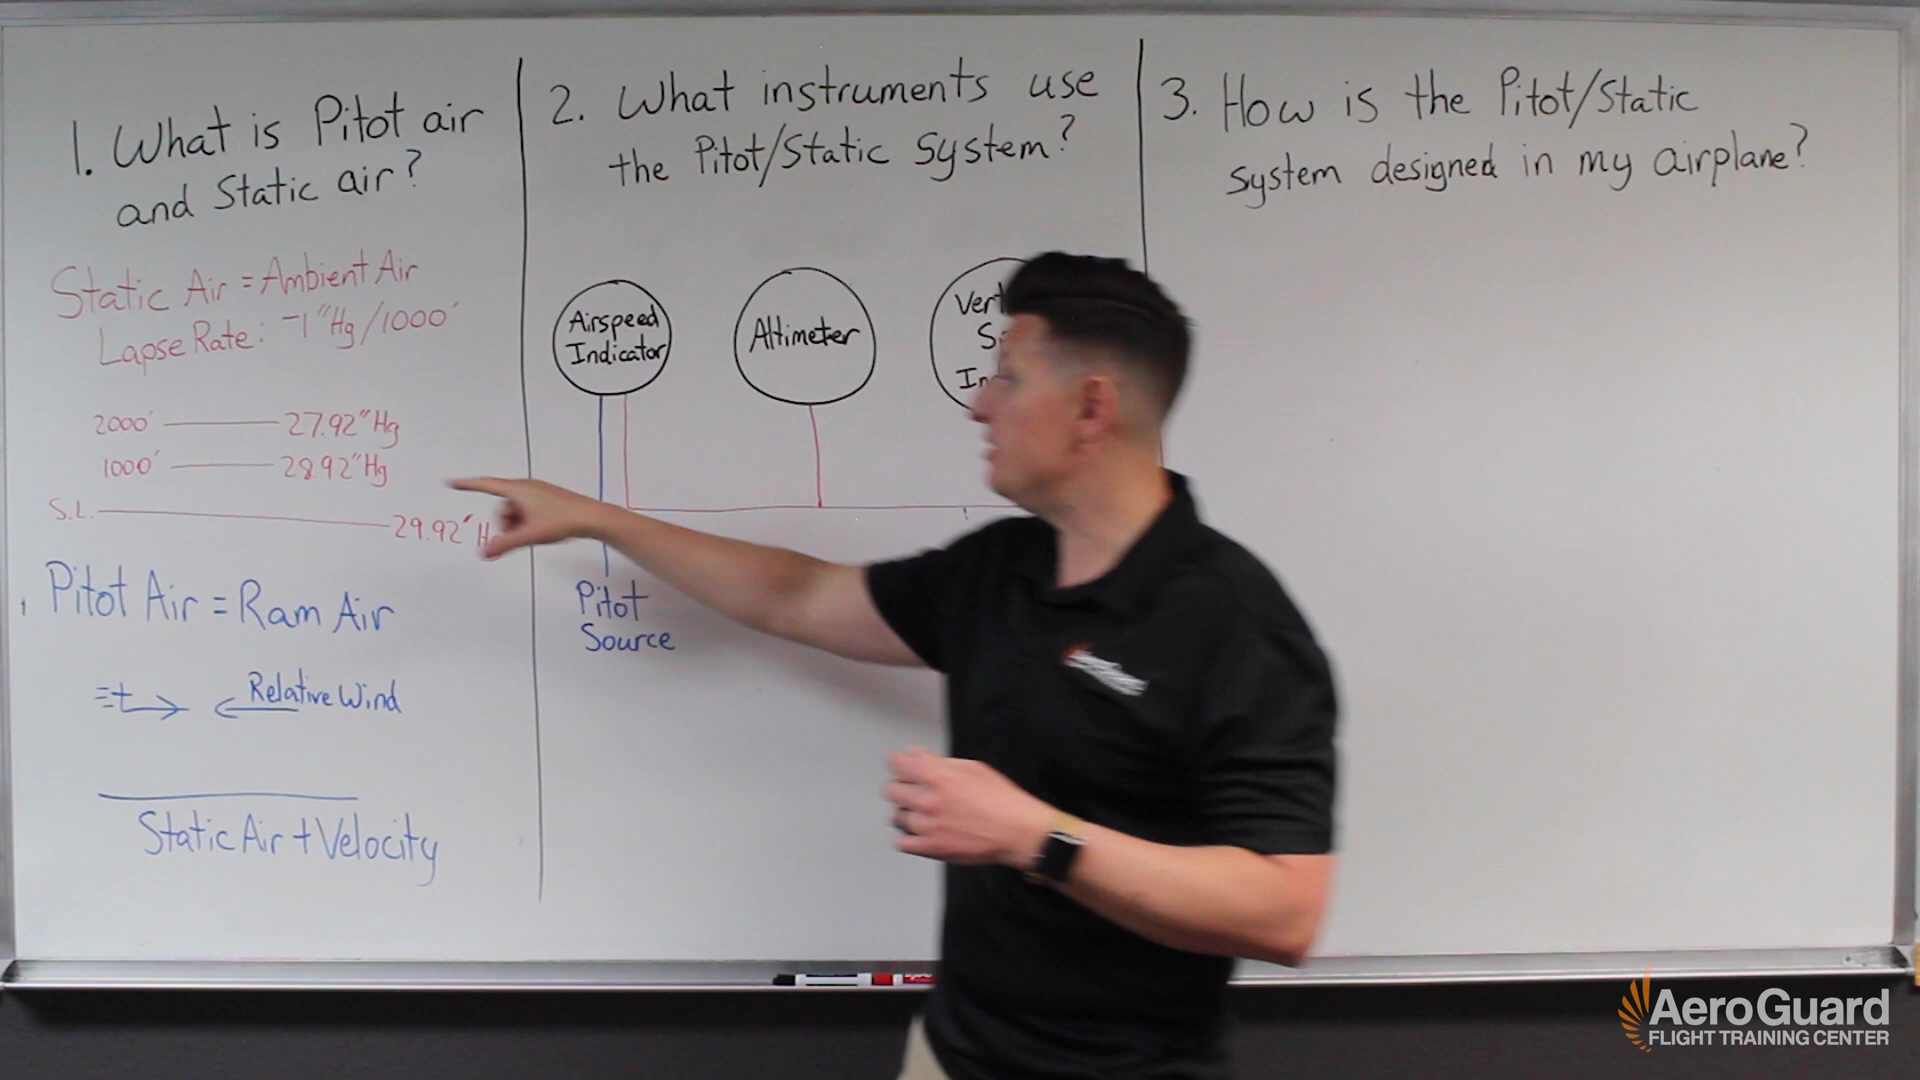 1. What is Pitot air
and Static air?
Static Air = Ambient Air
Lapse Rate: -1"Hg/1000'
2000' 27.92"Hg
1000' 28.92"Hg
S.L. 29.92"
Pitot Air = Ram Air
Relative Wind
Static Air + Velocity
2. What instruments use
the Pitot/Static System?
Airspeed
Indicator
Altimeter
Pitot
Source
3. How is the Pitot/Static
system designed in my airplane?
AeroGuard
FLIGHT TRAINING CENTER